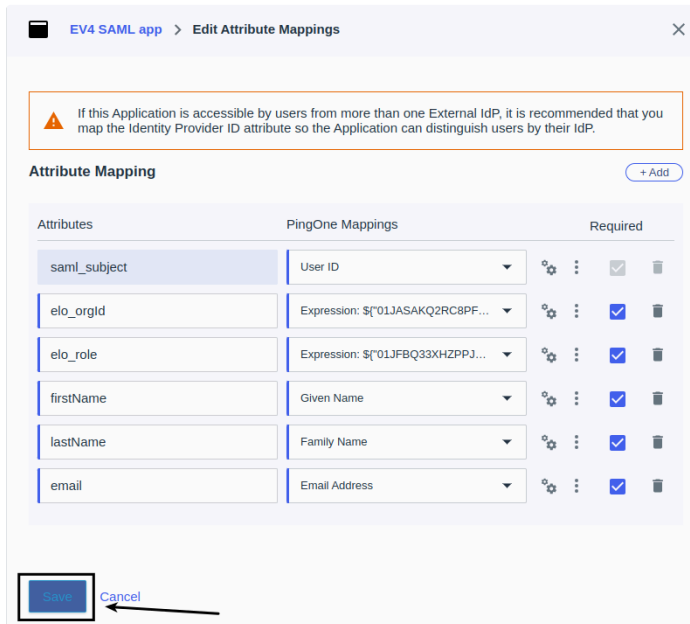 EV4 SAML app > Edit Attribute Mappings
If this Application is accessible by users from more than one External IdP, it is recommended that you
map the Identity Provider ID attribute so the Application can distinguish users by their IdP.
Attribute Mapping
+ Add
Attributes PingOne Mappings Required
saml_subject User ID
elo_orgId Expression: ${"01JASAKQ2RC8PF...
elo_role Expression: ${"01JFBQ33XHZPPJ...
firstName Given Name
lastName Family Name
email Email Address
Save Cancel